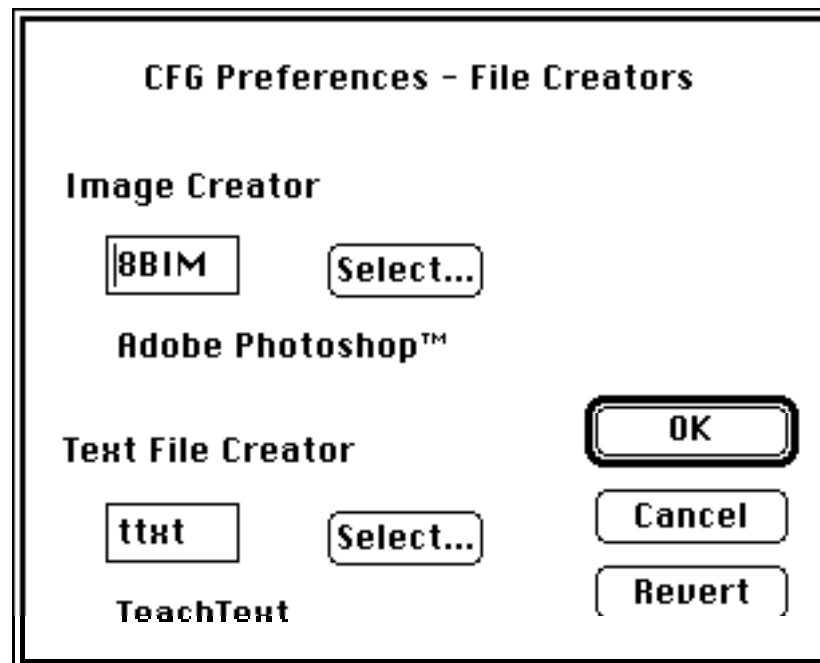 CFG Preferences - File Creators
Image Creator
8BIM
Select...
Adobe Photoshop™
OK
Text File Creator
Cancel
ttxt
Select...
Revert
TeachText